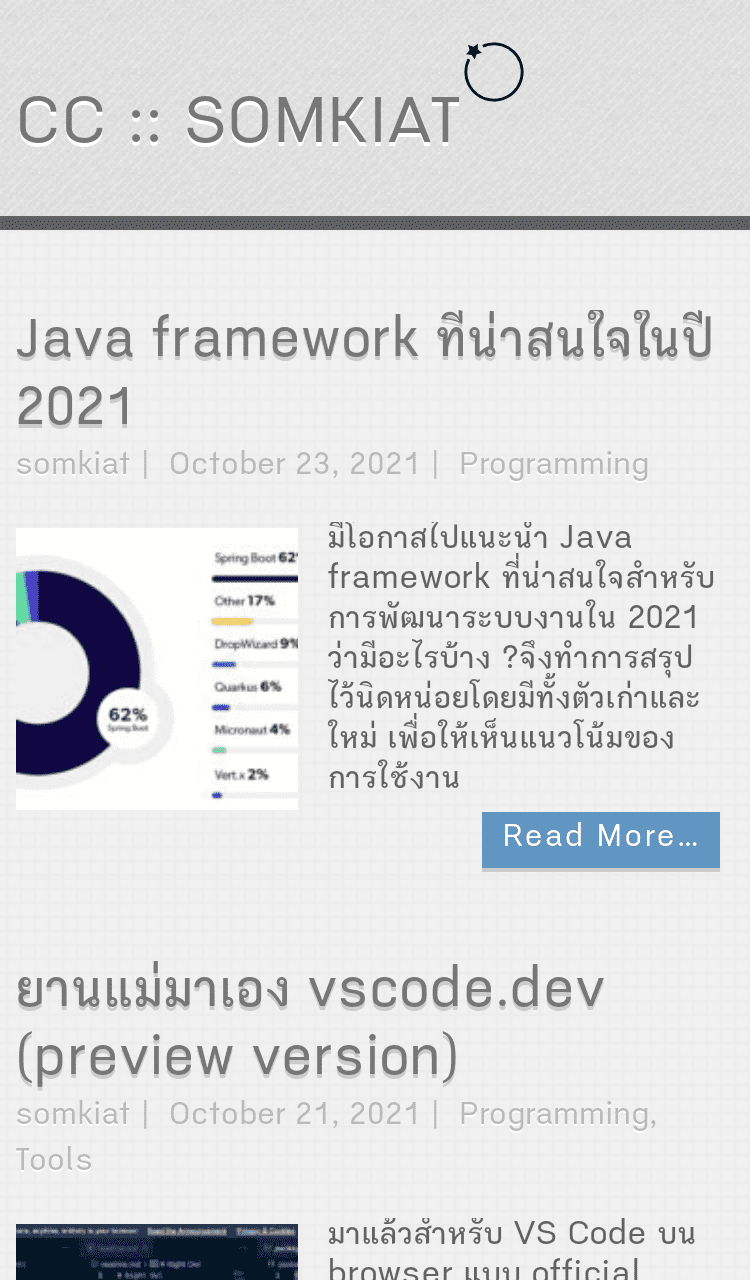 CC :: SOMKIAT
Java framework ที่น่าสนใจในปี
2021
somkiat | October 23, 2021 | Programming
Spring Boot 62%
Other 17%
DropWizard 9%
Quarkus 6%
Micronaut 4%
Vert.x 2%
62%
Spring Boot
มีโอกาสไปแนะนำ Java
framework ที่น่าสนใจสำหรับ
การพัฒนาระบบงานใน 2021
ว่ามีอะไรบ้าง ?จึงทำการสรุป
ไว้นิดหน่อยโดยมีทั้งตัวเก่าและ
ใหม่ เพื่อให้เห็นแนวโน้มของ
การใช้งาน
Read More…
ยานแม่มาเอง vscode.dev
(preview version)
somkiat | October 21, 2021 | Programming,
Tools
มาแล้วสำหรับ VS Code บน
browser แบบ official